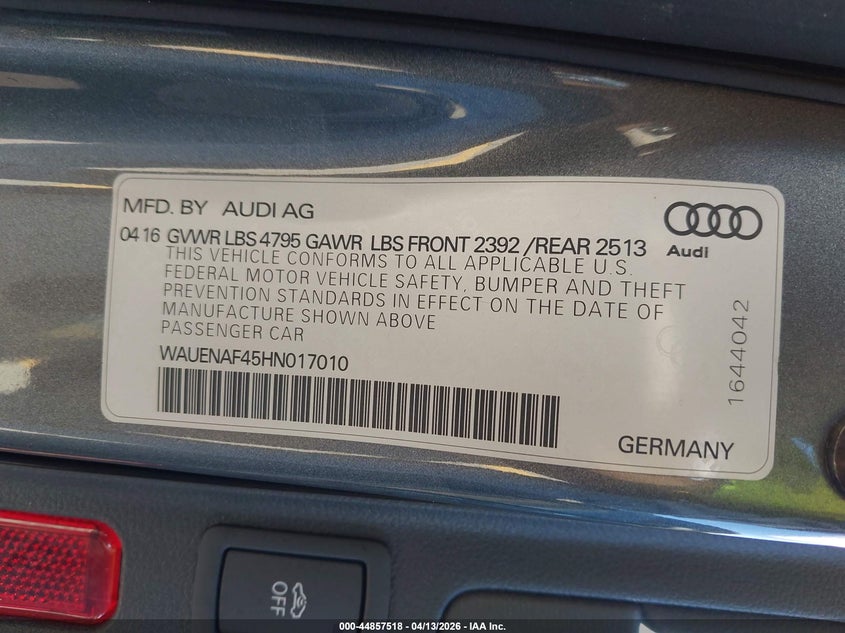 MFD. BY AUDI AG
Audi
04 16 GVWR LBS 4795 GAWR LBS FRONT 2392 /REAR 2513
THIS VEHICLE CONFORMS TO ALL APPLICABLE U.S.
FEDERAL MOTOR VEHICLE SAFETY, BUMPER AND THEFT
PREVENTION STANDARDS IN EFFECT ON THE DATE OF
MANUFACTURE SHOWN ABOVE
PASSENGER CAR
WAUENAF45HN017010
1644042
GERMANY
OFF
000-44857518 - 04/13/2026 - IAA Inc.